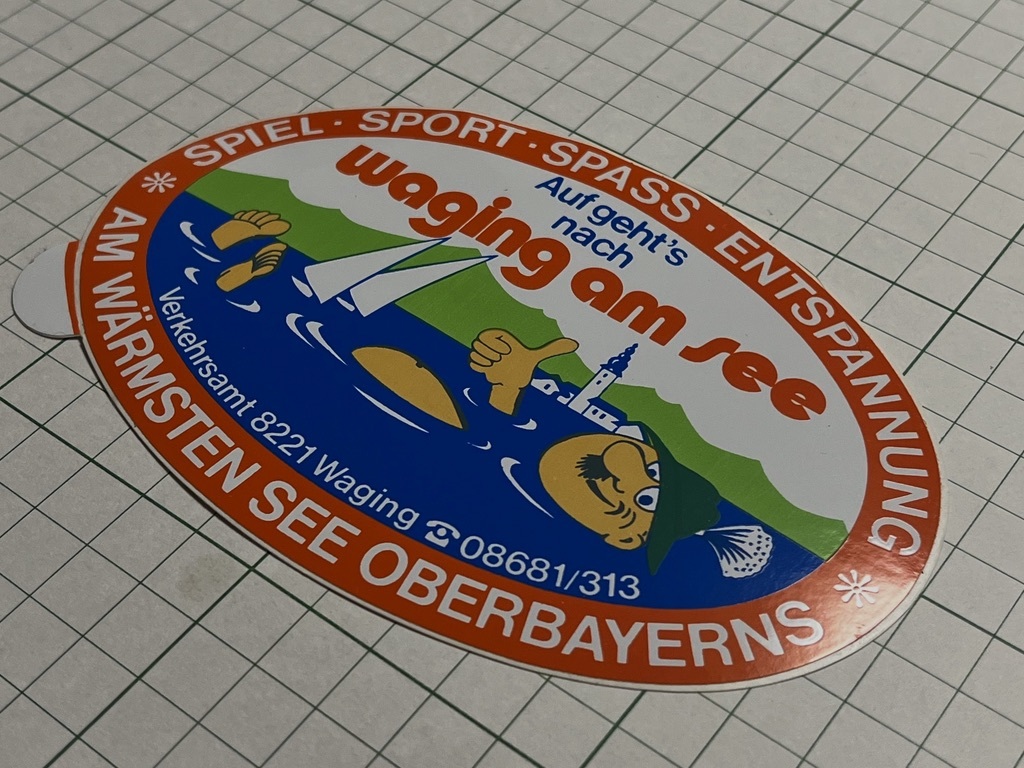 SPIEL · SPORT · SPASS · ENTSPANNUNG
Auf geht's
nach
waging am see
Verkehrsamt 8221 Waging ☎ 08681/313
* AM WÄRMSTEN SEE OBERBAYERNS *